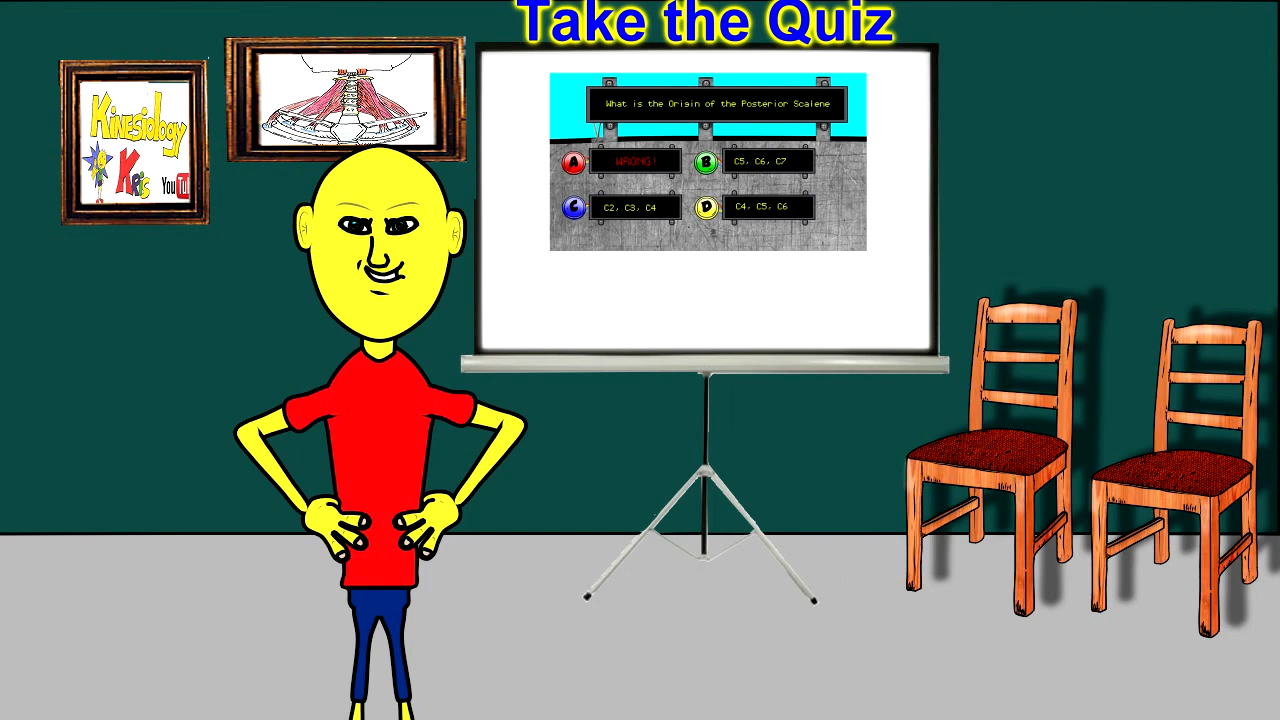 Take the Quiz
Kinesiology
Kris
You
What is the Origin of the Posterior Scalene
A WRONG! B C5, C6, C7
C C2, C3, C4 D C4, C5, C6